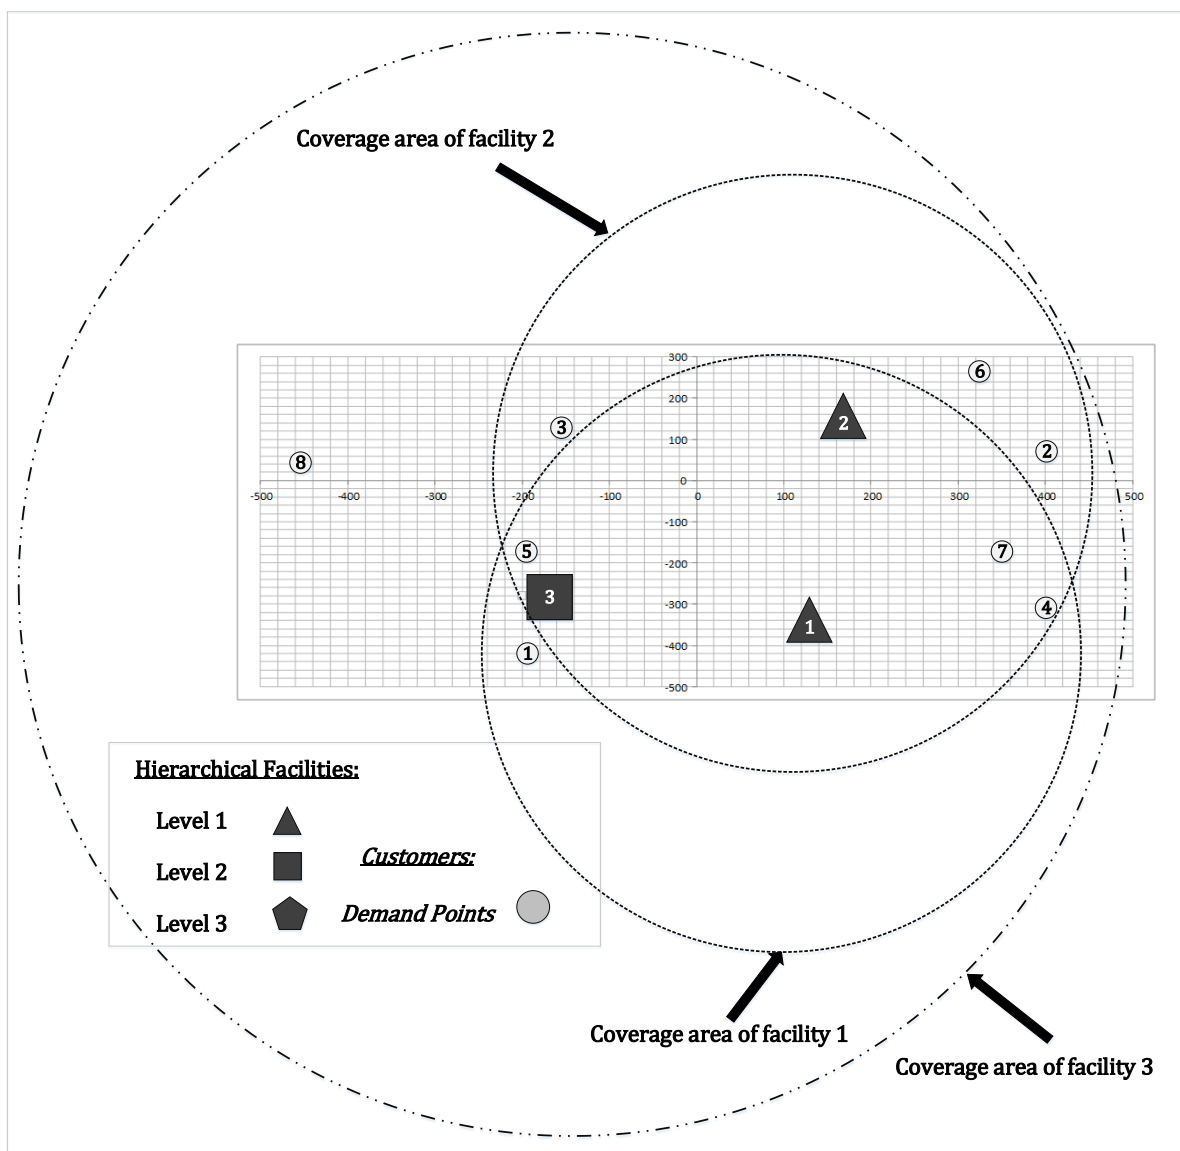 Coverage area of facility 2
300
6
200
2
3
100
2
8
0
-500 -400 -300 -200 -100 0 100 200 300 400 500
-100
5
7
-200
3
-300
4
1
-400
1
-500
Hierarchical Facilities:
Level 1
Customers:
Level 2
Demand Points
Level 3
Coverage area of facility 1
Coverage area of facility 3